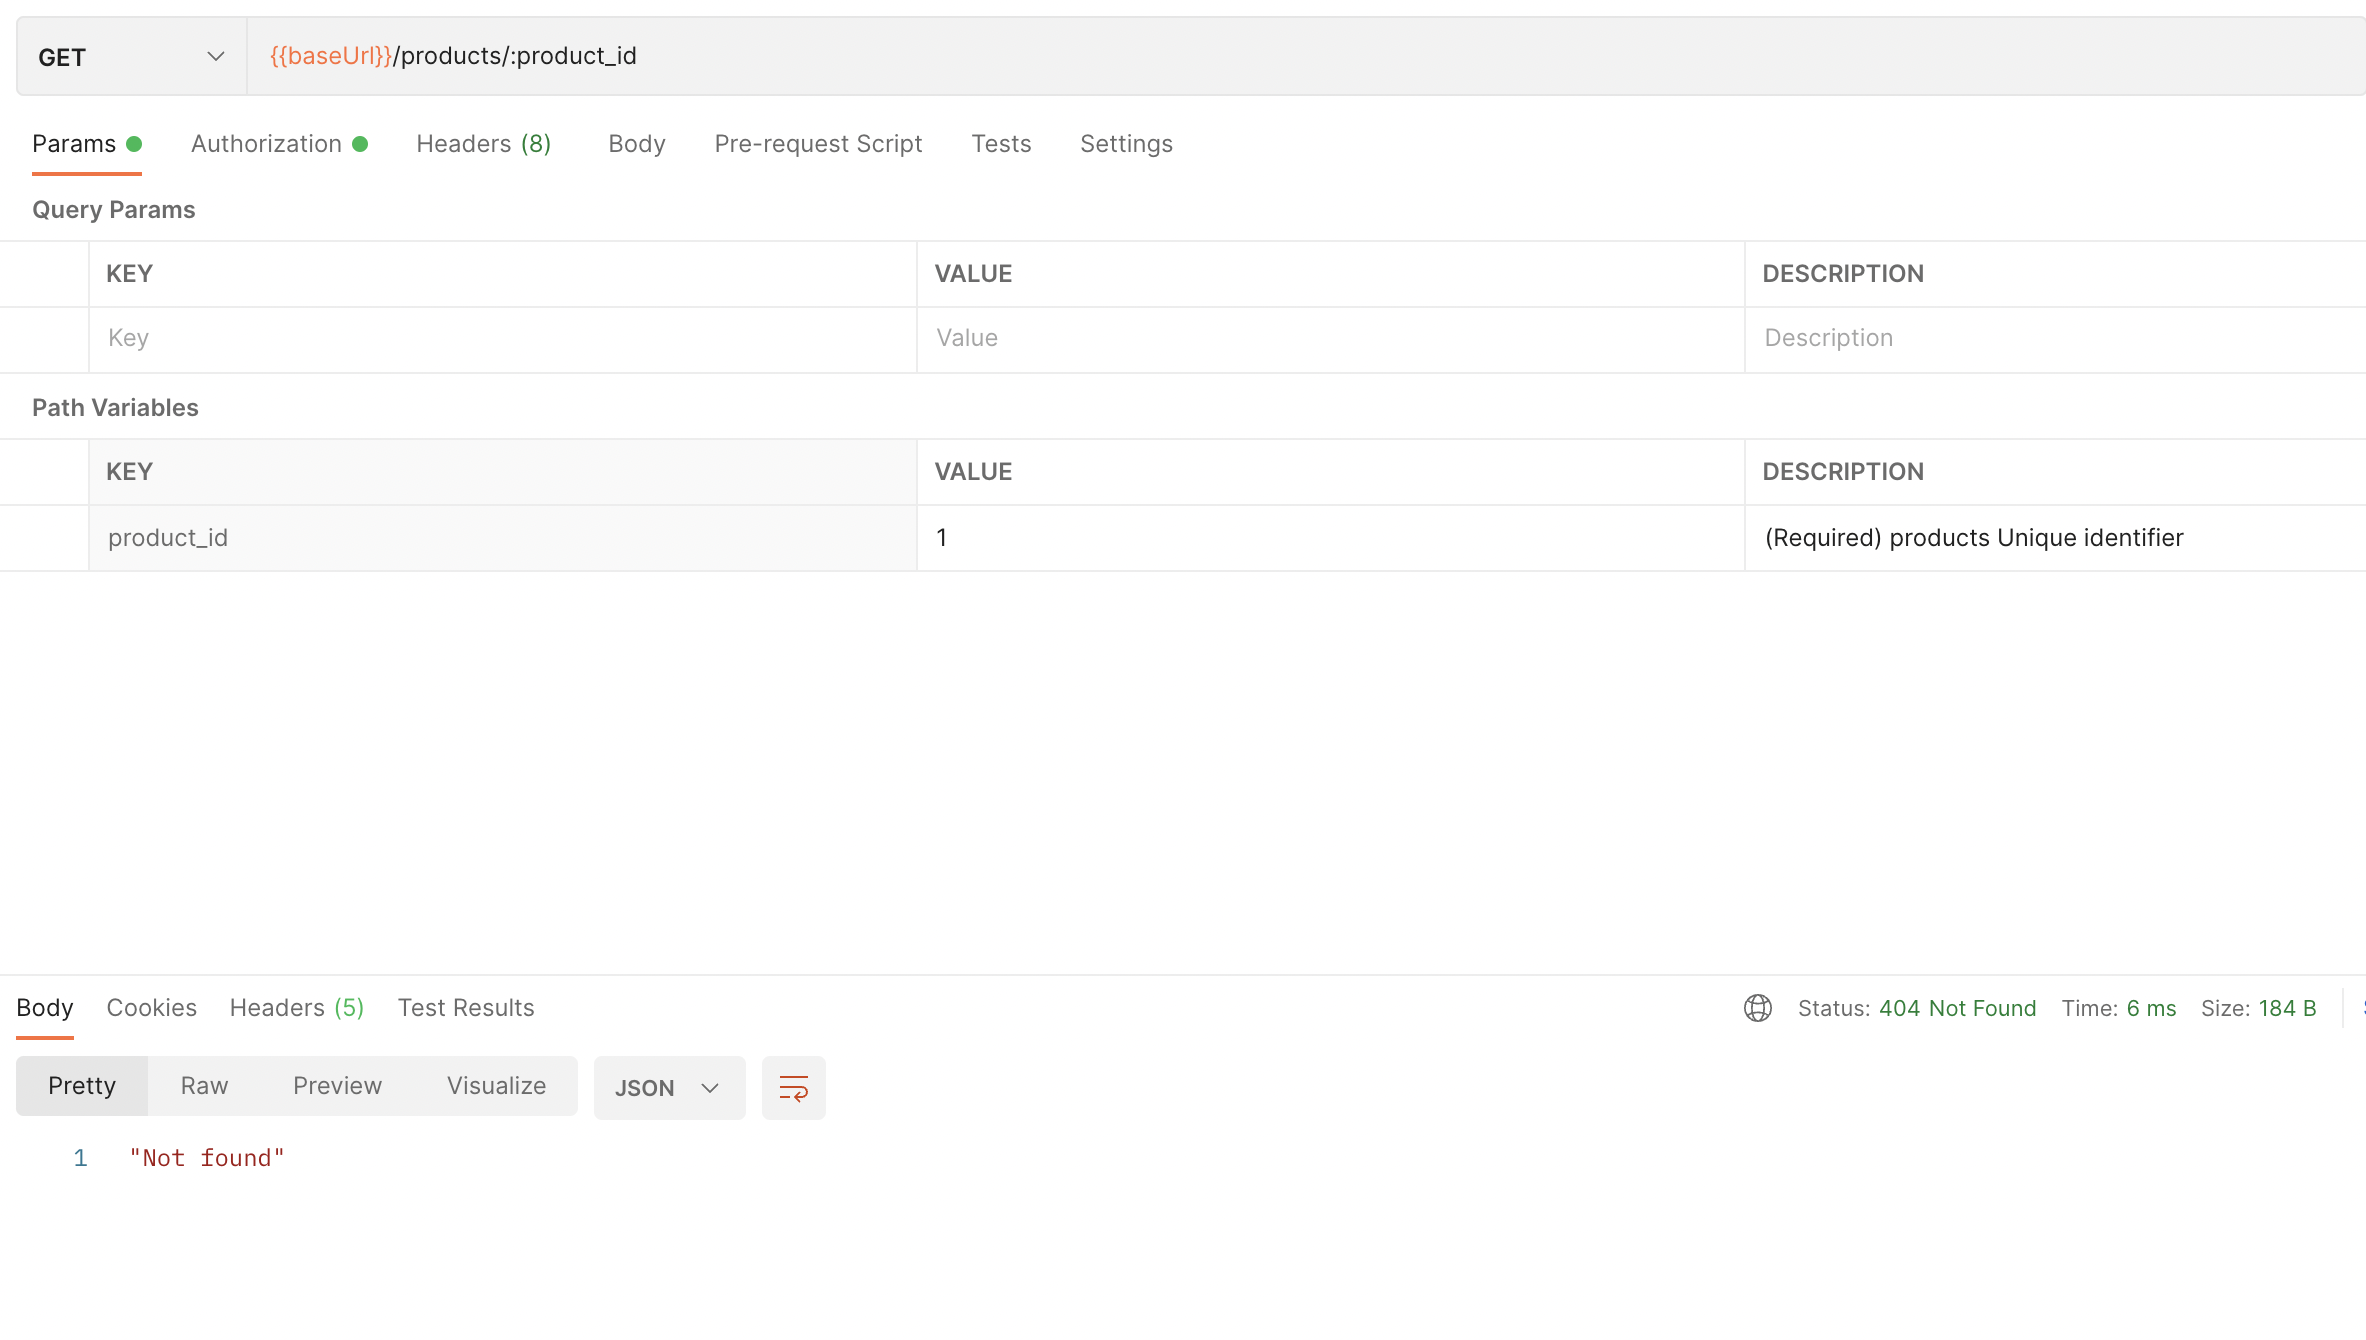 GET {{baseUrl}}/products/:product_id
Params Authorization Headers (8) Body Pre-request Script Tests Settings
Query Params
KEY VALUE DESCRIPTION
Key Value Description
Path Variables
KEY VALUE DESCRIPTION
product_id 1 (Required) products Unique identifier
Body Cookies Headers (5) Test Results Status: 404 Not Found Time: 6 ms Size: 184 B
Pretty Raw Preview Visualize JSON
1 "Not found"